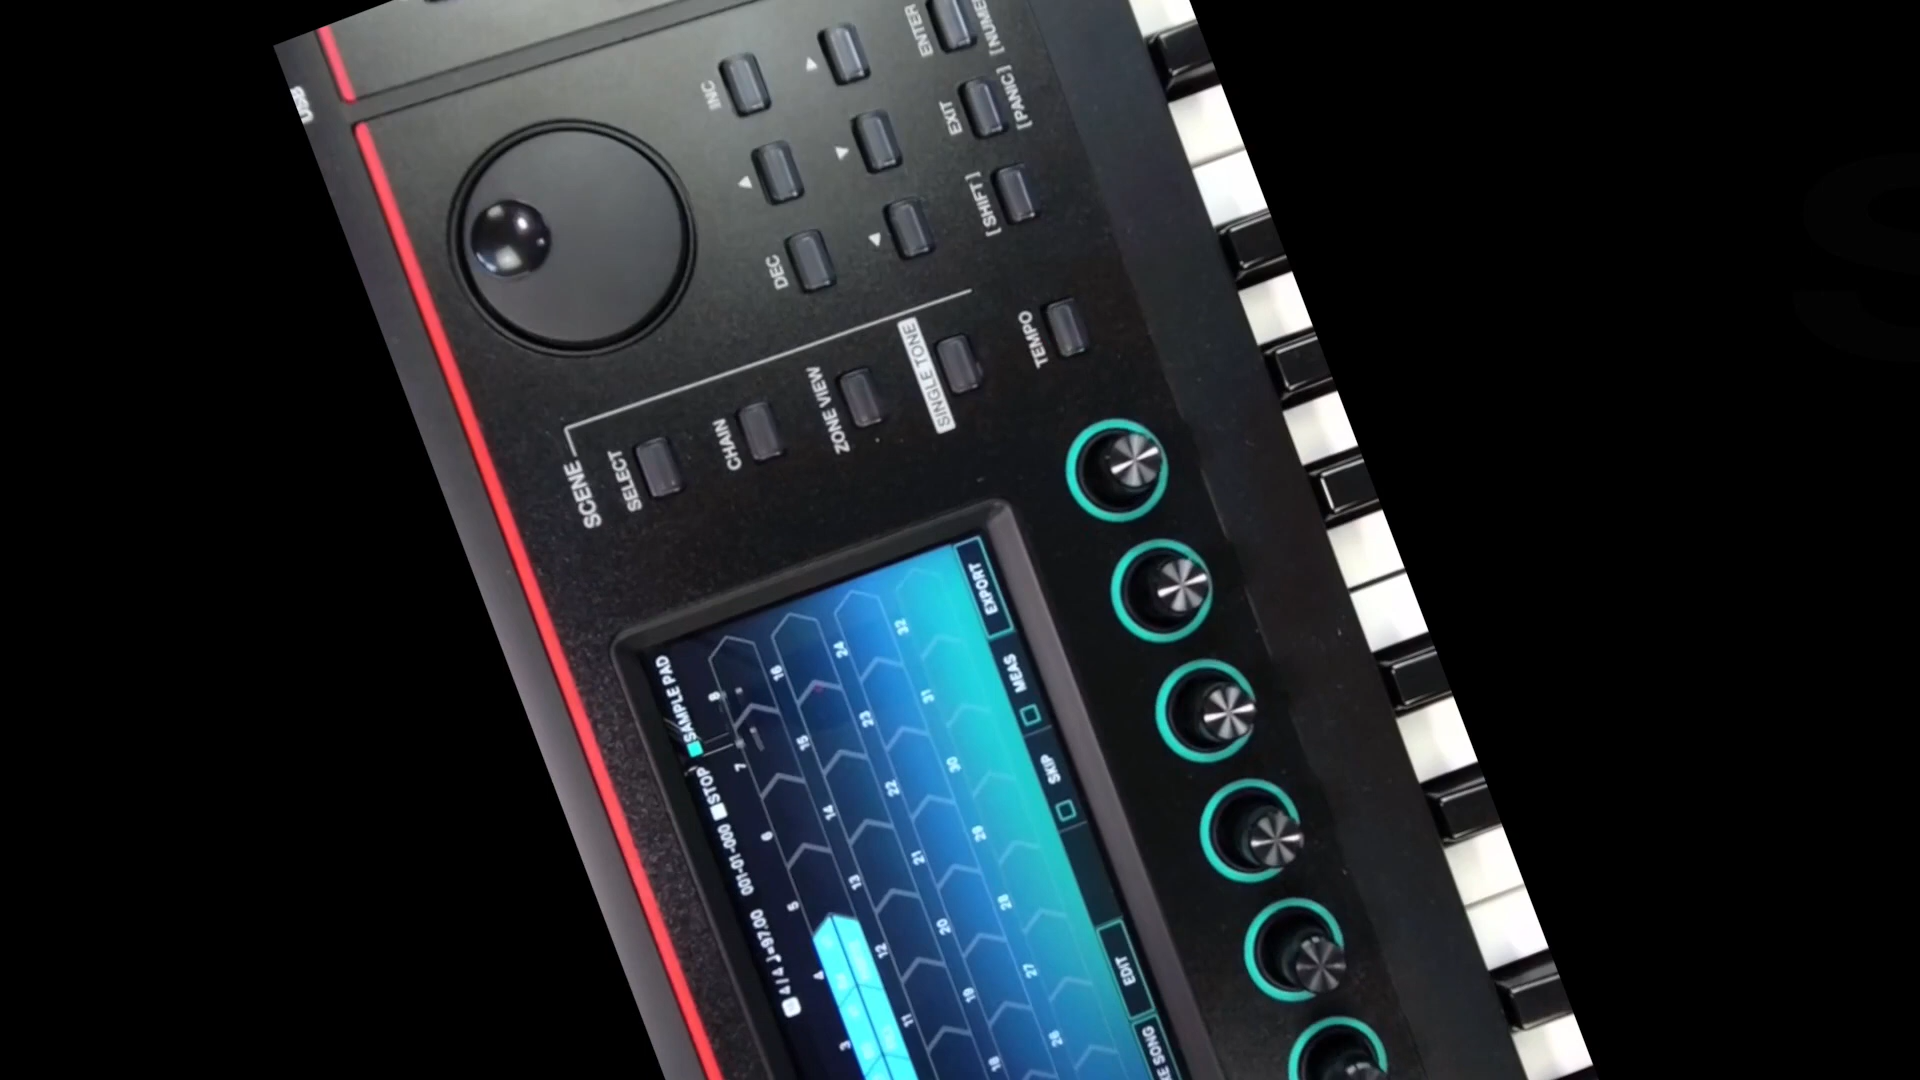 USB
INC
DEC
ENTER
[NUME
EXIT
[PANIC]
[SHIFT]
SCENE
SELECT
CHAIN
ZONE VIEW
SINGLE TONE
TEMPO
4/4 ♩=97.00 001-01-000 STOP SAMPLE PAD
3 4 5 6 7 8
11 12 13 14 15 16
18 19 20 21 22 23 24
26 27 28 29 30 31 32
KE SONG
EDIT
SKIP
MEAS
EXPORT